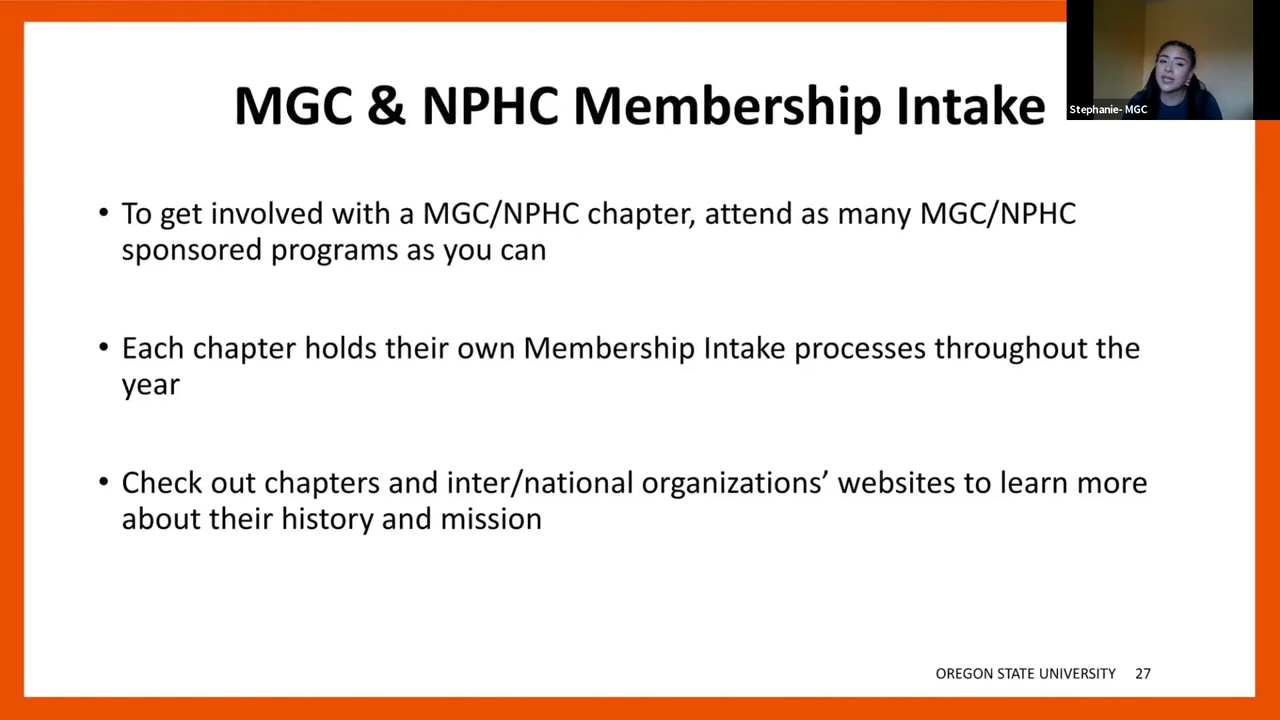 MGC & NPHC Membership Intake
Stephanie- MGC
• To get involved with a MGC/NPHC chapter, attend as many MGC/NPHC
sponsored programs as you can
• Each chapter holds their own Membership Intake processes throughout the
year
• Check out chapters and inter/national organizations’ websites to learn more
about their history and mission
OREGON STATE UNIVERSITY 27